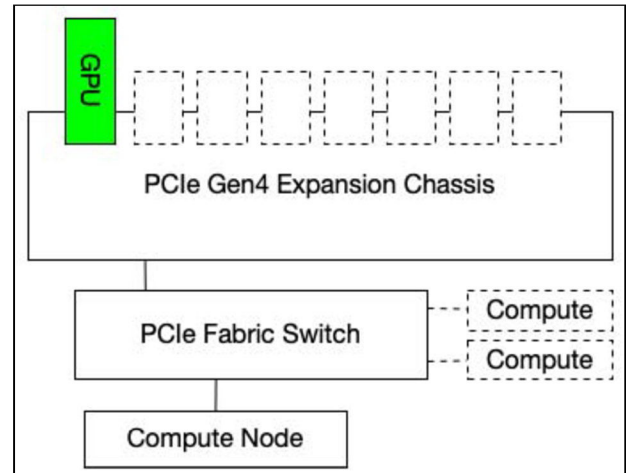 GPU
PCIe Gen4 Expansion Chassis
PCIe Fabric Switch
Compute
Compute
Compute Node